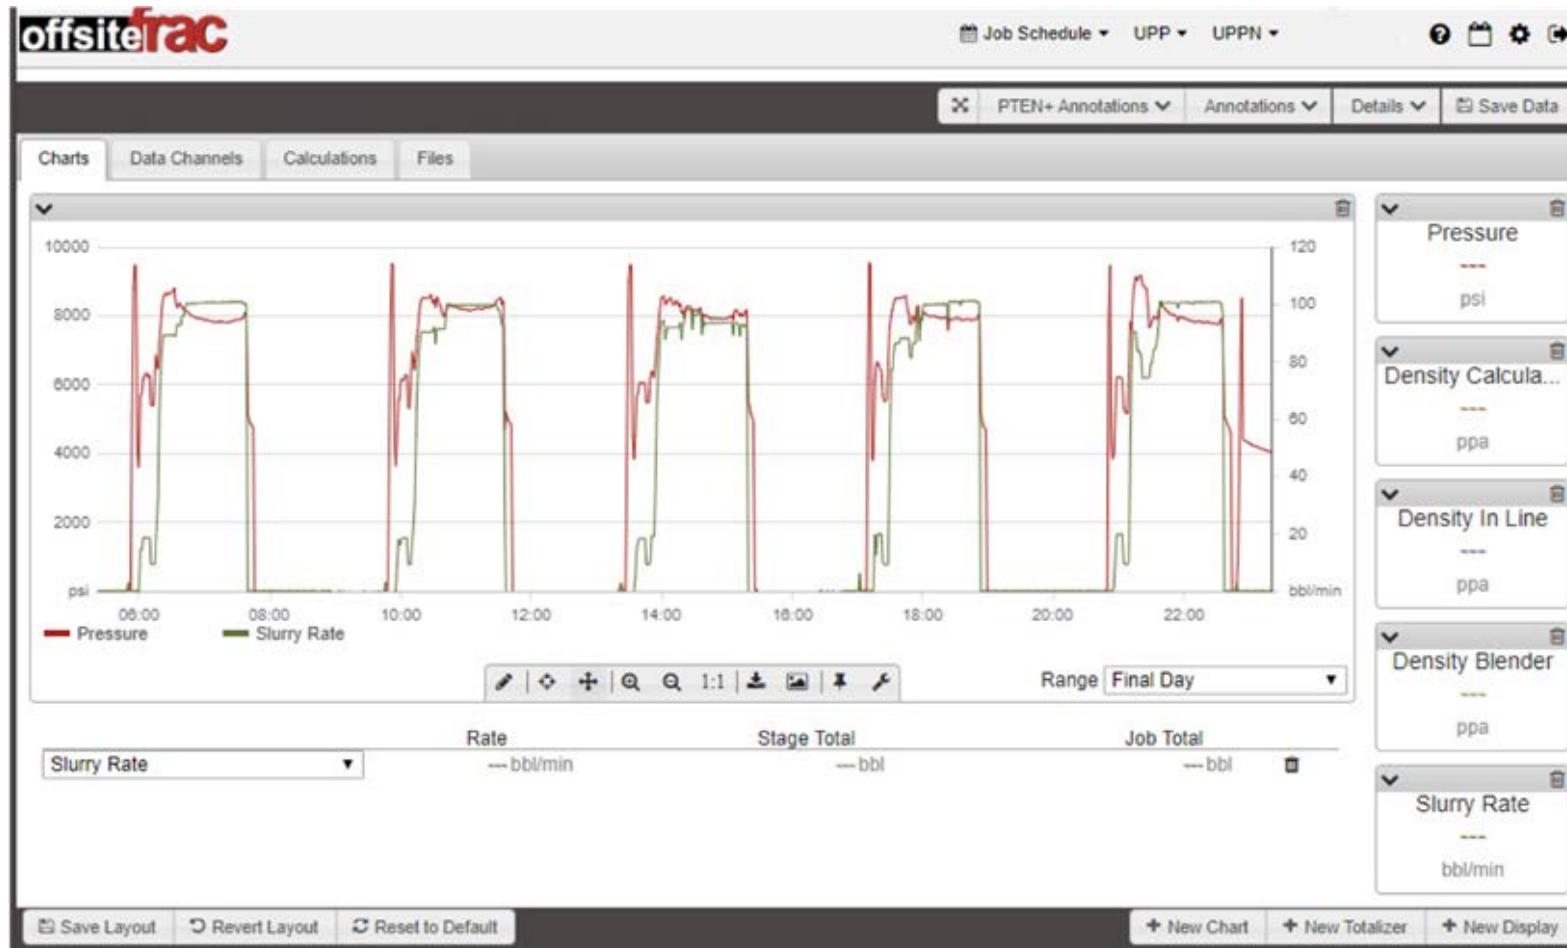 offsitefrac
Job Schedule UPP UPPN
PTEN+ Annotations Annotations Details Save Data
Charts Data Channels Calculations Files
10000
8000
6000
4000
2000
psi
120
100
80
60
40
20
bbl/min
06:00 08:00 10:00 12:00 14:00 16:00 18:00 20:00 22:00
Pressure Slurry Rate
1:1
Range Final Day
Rate Stage Total Job Total
Slurry Rate --- bbl/min --- bbl --- bbl
Pressure
---
psi
Density Calcula...
---
ppa
Density In Line
---
ppa
Density Blender
---
ppa
Slurry Rate
---
bbl/min
Save Layout Revert Layout Reset to Default
+ New Chart + New Totalizer + New Display